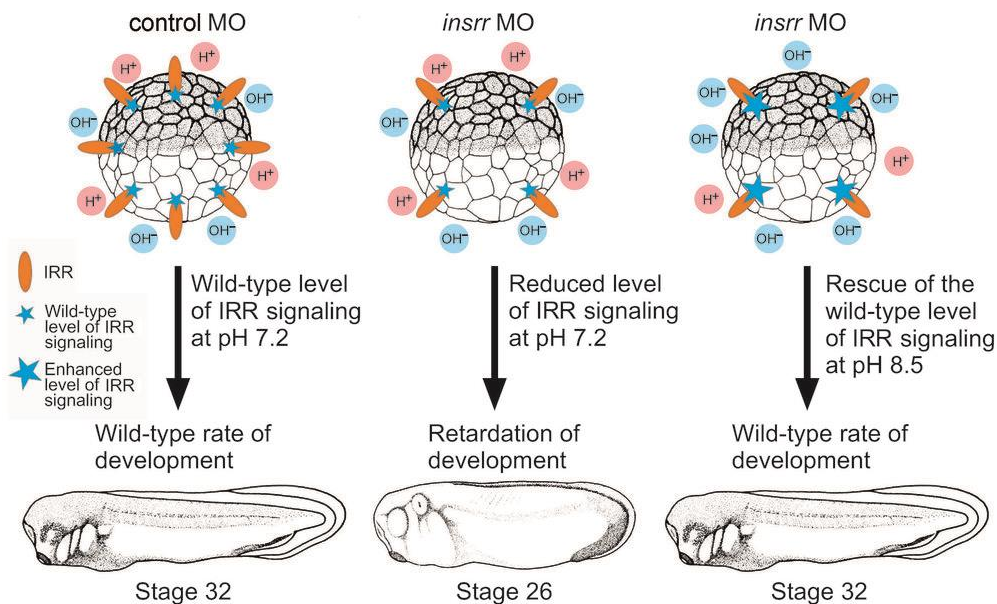 control MO
H⁺
H⁺
OH⁻
OH⁻
H⁺
H⁺
OH⁻
OH⁻
insrr MO
H⁺
H⁺
OH⁻
OH⁻
H⁺
H⁺
OH⁻
OH⁻
insrr MO
OH⁻
OH⁻
OH⁻
OH⁻
H⁺
H⁺
OH⁻
OH⁻
IRR
Wild-type
level of IRR
signaling
Enhanced
level of IRR
signaling
Wild-type level
of IRR signaling
at pH 7.2
Reduced level
of IRR signaling
at pH 7.2
Rescue of the
wild-type level
of IRR signaling
at pH 8.5
Wild-type rate of
development
Retardation of
development
Wild-type rate of
development
Stage 32
Stage 26
Stage 32